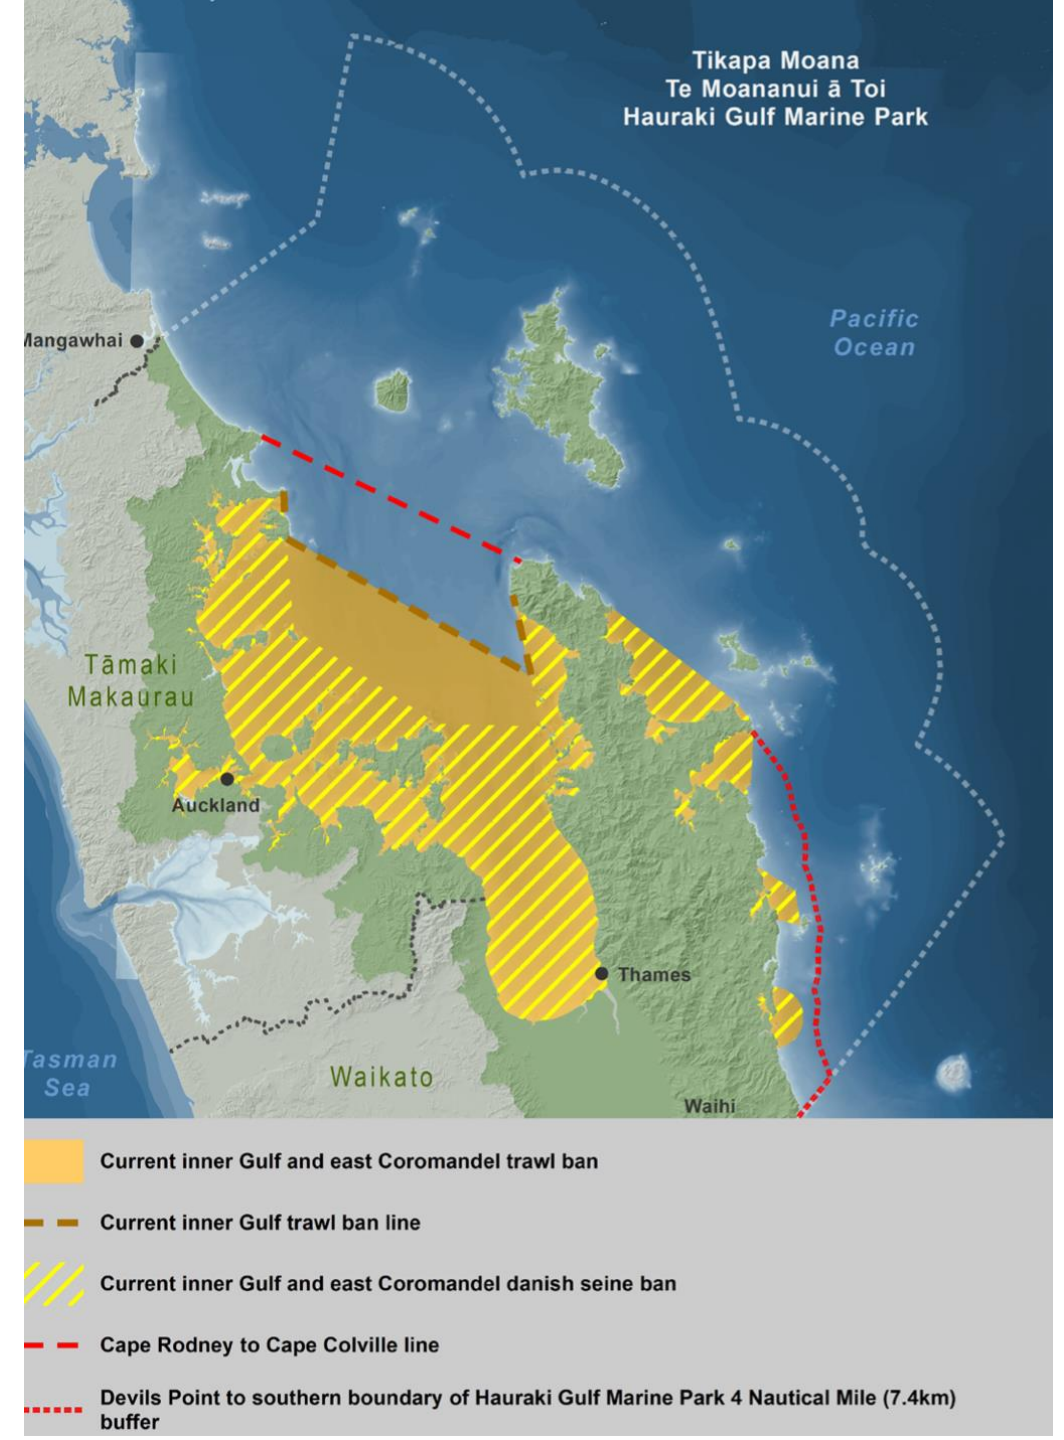 Tikapa Moana
Te Moananui ā Toi
Hauraki Gulf Marine Park
Pacific
Ocean
Mangawhai
Tāmaki
Makaurau
Auckland
Thames
Tasman
Sea
Waikato
Waihi
Current inner Gulf and east Coromandel trawl ban
Current inner Gulf trawl ban line
Current inner Gulf and east Coromandel danish seine ban
Cape Rodney to Cape Colville line
Devils Point to southern boundary of Hauraki Gulf Marine Park 4 Nautical Mile (7.4km)
buffer